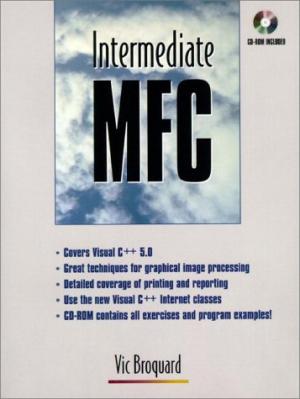 CD-ROM INCLUDED
Intermediate
MFC
• Covers Visual C++ 5.0
• Great techniques for graphical image processing
• Detailed coverage of printing and reporting
• Use the new Visual C++ Internet classes
• CD-ROM contains all exercises and program examples!
Vic Broquard